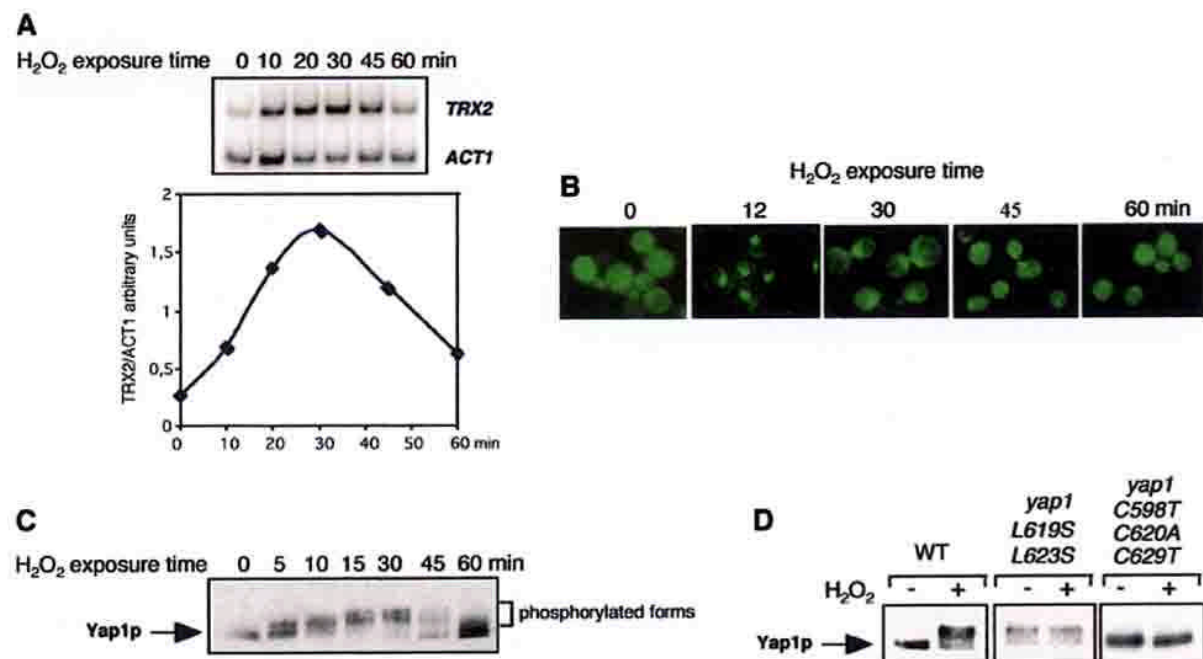 A
H₂O₂ exposure time 0 10 20 30 45 60 min
TRX2
ACT1
TRX2/ACT1 arbitrary units
2
1,5
1
0,5
0
0 10 20 30 40 50 60 min
B
H₂O₂ exposure time
0 12 30 45 60 min
C
H₂O₂ exposure time 0 5 10 15 30 45 60 min
phosphorylated forms
Yap1p
D
WT
yap1
L619S
L623S
yap1
C598T
C620A
C629T
H₂O₂ - + - + - +
Yap1p